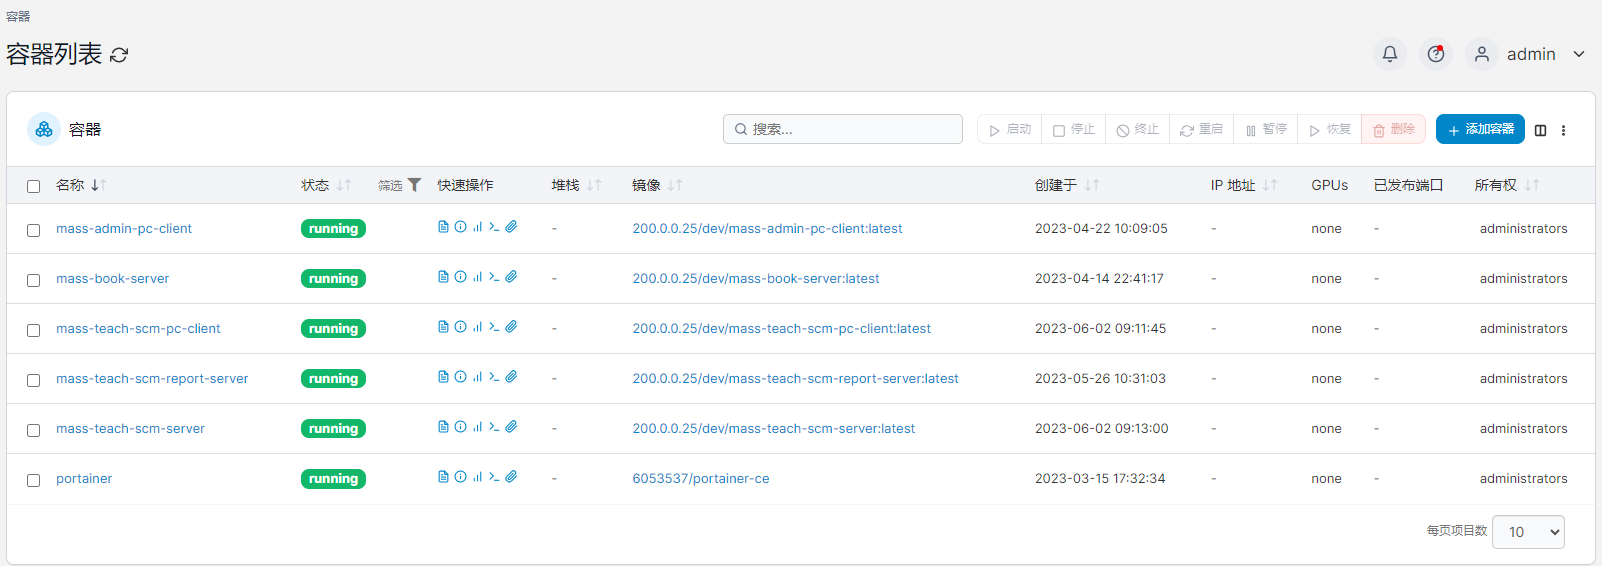 容器
容器列表
admin
容器
搜索...
启动 停止 终止 重启 暂停 恢复 删除 添加容器
名称 状态 筛选 快速操作 堆栈 镜像 创建于 IP 地址 GPUs 已发布端口 所有权
mass-admin-pc-client running - 200.0.0.25/dev/mass-admin-pc-client:latest 2023-04-22 10:09:05 - none - administrators
mass-book-server running - 200.0.0.25/dev/mass-book-server:latest 2023-04-14 22:41:17 - none - administrators
mass-teach-scm-pc-client running - 200.0.0.25/dev/mass-teach-scm-pc-client:latest 2023-06-02 09:11:45 - none - administrators
mass-teach-scm-report-server running - 200.0.0.25/dev/mass-teach-scm-report-server:latest 2023-05-26 10:31:03 - none - administrators
mass-teach-scm-server running - 200.0.0.25/dev/mass-teach-scm-server:latest 2023-06-02 09:13:00 - none - administrators
portainer running - 6053537/portainer-ce 2023-03-15 17:32:34 - none - administrators
每页项目数 10